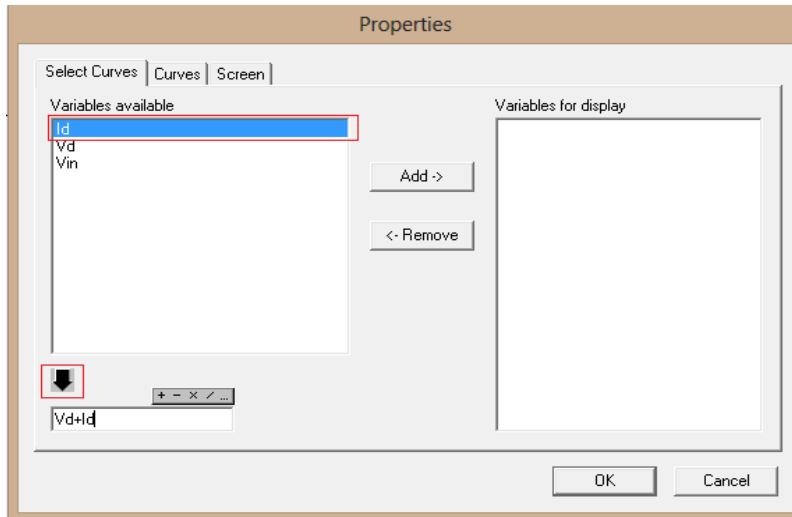 Properties
Select Curves Curves Screen
Variables available
Id
Vd
Vin
Add ->
<- Remove
Variables for display
+ - × / ...
Vd+Id
OK Cancel